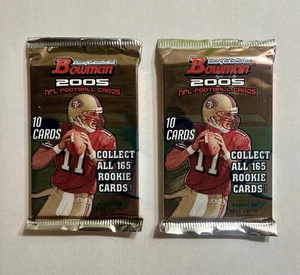 Bowman
2005
NFL FOOTBALL CARDS
10
CARDS
11
COLLECT
ALL 165
ROOKIE
CARDS!
Bowman
2005
NFL FOOTBALL CARDS
10
CARDS
11
COLLECT
ALL 165
ROOKIE
CARDS!